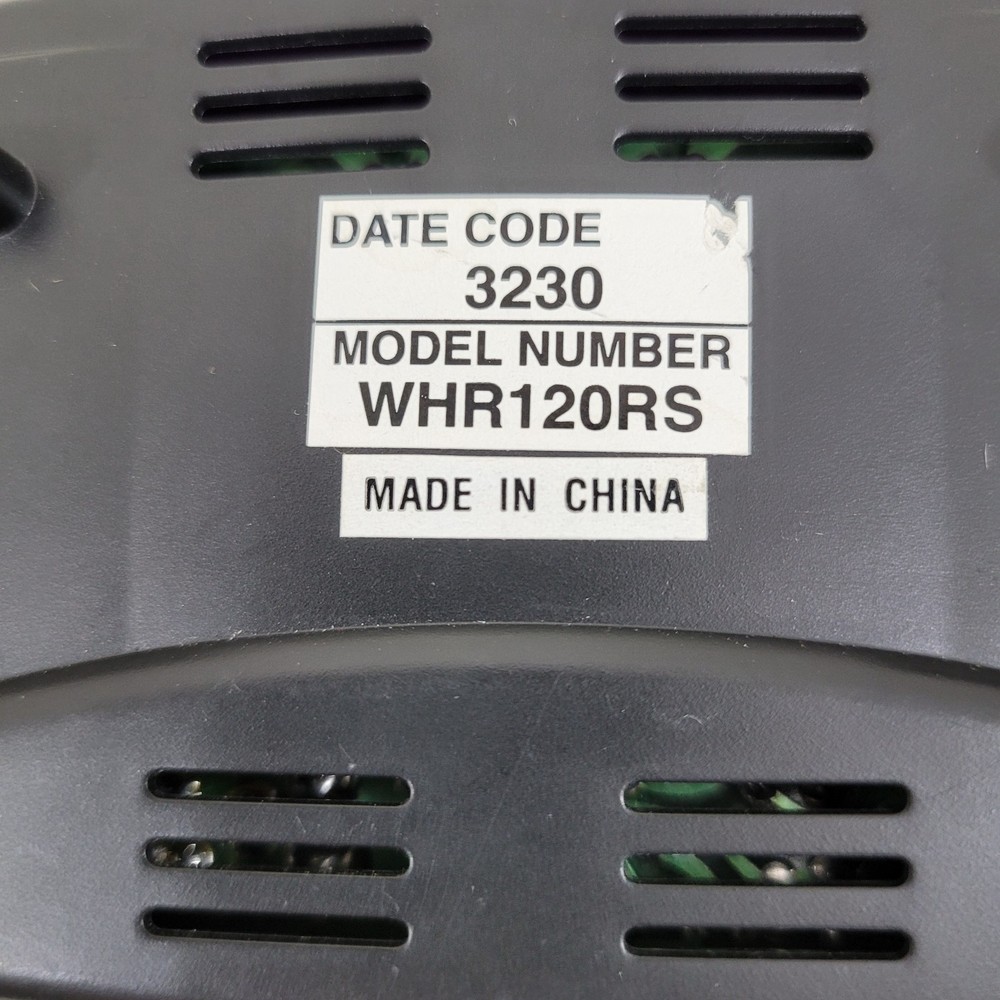 DATE CODE
3230
MODEL NUMBER
WHR120RS
MADE IN CHINA